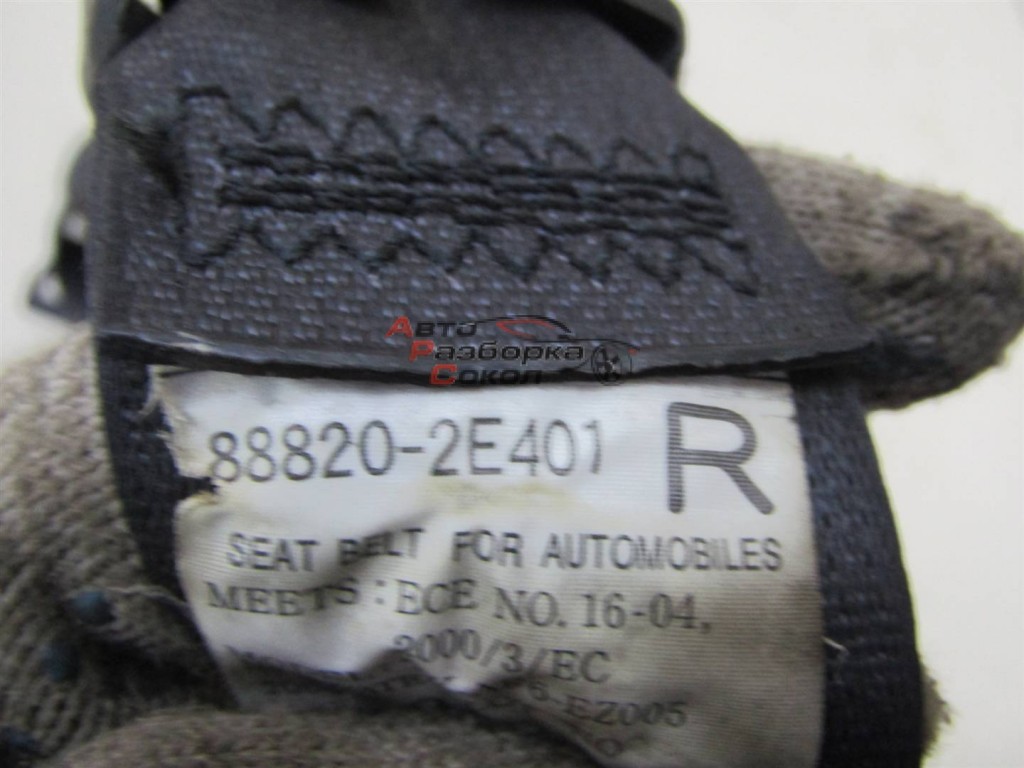 Авто
Разборка
Сокол
88820-2E401 R
SEAT BELT FOR AUTOMOBILES
MEETS : ECE NO. 16-04,
2000/3/EC